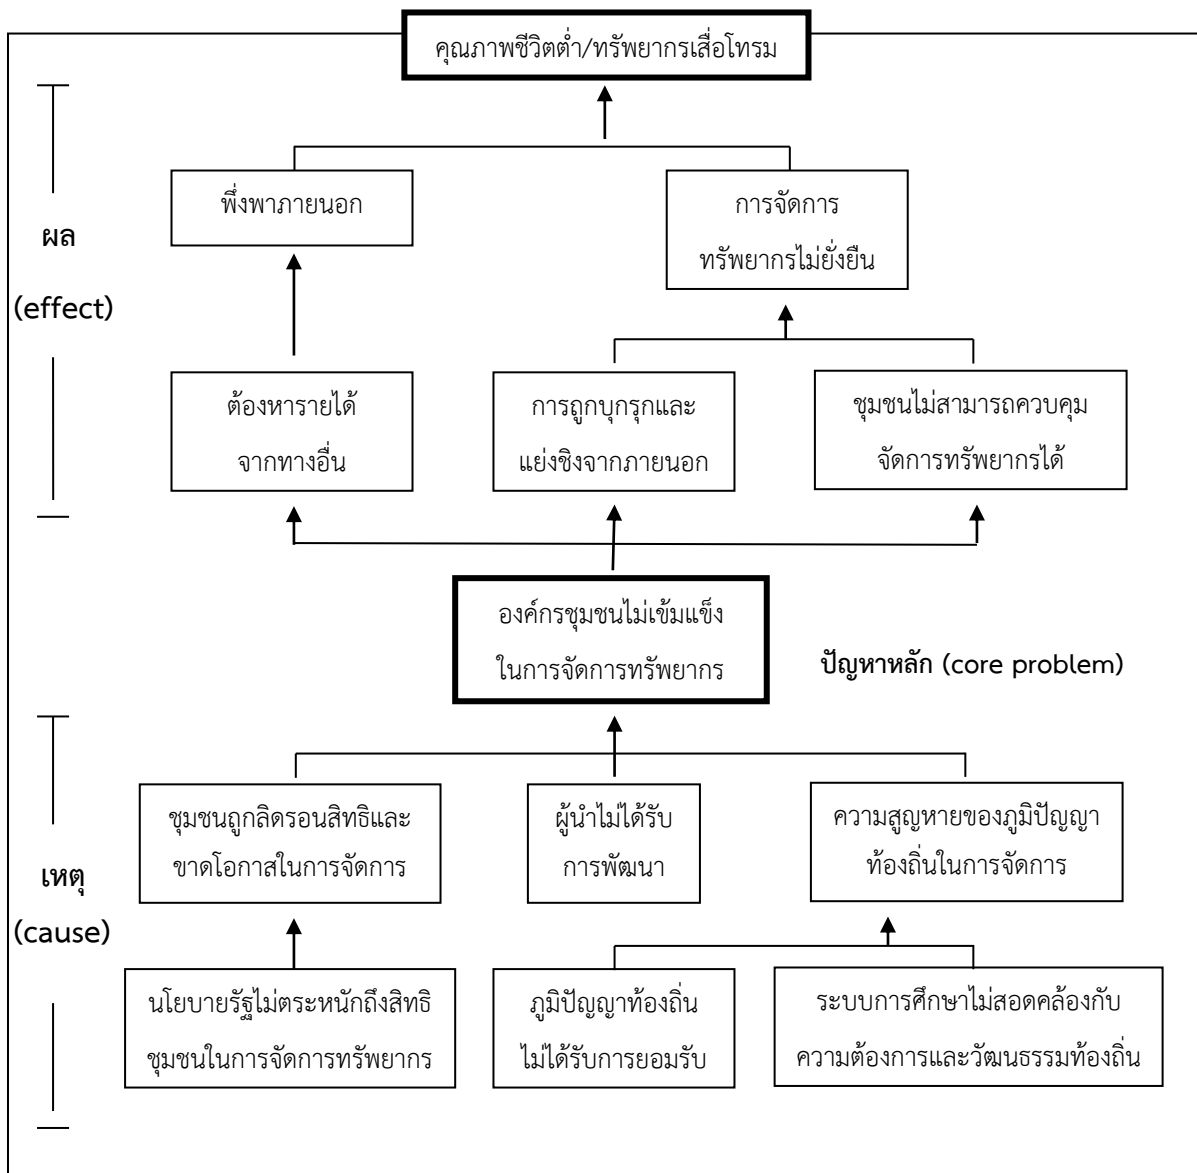 คุณภาพชีวิตต่ำ/ทรัพยากรเสื่อโทรม
พึ่งพาภายนอก
การจัดการ
ทรัพยากรไม่ยั่งยืน
ผล
(effect)
ต้องหารายได้
จากทางอื่น
การถูกบุกรุกและ
แย่งชิงจากภายนอก
ชุมชนไม่สามารถควบคุม
จัดการทรัพยากรได้
องค์กรชุมชนไม่เข้มแข็ง
ในการจัดการทรัพยากร
ปัญหาหลัก (core problem)
ชุมชนถูกลิดรอนสิทธิและ
ขาดโอกาสในการจัดการ
ผู้นำไม่ได้รับ
การพัฒนา
ความสูญหายของภูมิปัญญา
ท้องถิ่นในการจัดการ
เหตุ
(cause)
นโยบายรัฐไม่ตระหนักถึงสิทธิ
ชุมชนในการจัดการทรัพยากร
ภูมิปัญญาท้องถิ่น
ไม่ได้รับการยอมรับ
ระบบการศึกษาไม่สอดคล้องกับ
ความต้องการและวัฒนธรรมท้องถิ่น